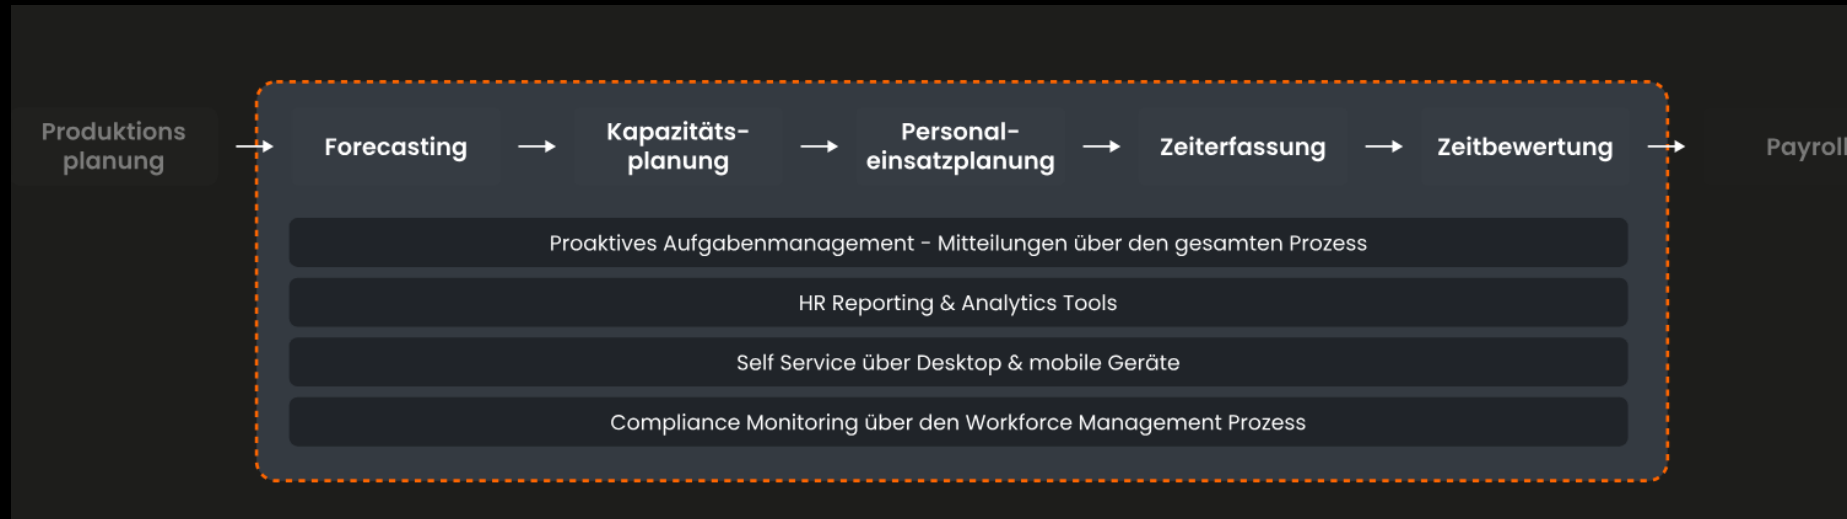 Produktions
planung
Forecasting
Kapazitäts-
planung
Personal-
einsatzplanung
Zeiterfassung
Zeitbewertung
Payroll
Proaktives Aufgabenmanagement - Mitteilungen über den gesamten Prozess
HR Reporting & Analytics Tools
Self Service über Desktop & mobile Geräte
Compliance Monitoring über den Workforce Management Prozess